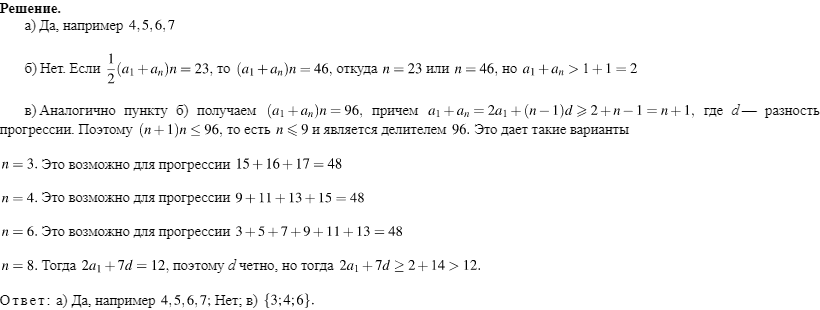 Решение.
а) Да, например 4, 5, 6, 7
б) Нет. Если \frac{1}{2}(a₁ + aₙ)n = 23, то (a₁ + aₙ)n = 46, откуда n = 23 или n = 46, но a₁ + aₙ > 1 + 1 = 2
в) Аналогично пункту б) получаем (a₁ + aₙ)n = 96, причем a₁ + aₙ = 2a₁ + (n − 1)d ⩾ 2 + n − 1 = n + 1, где d — разность
прогрессии. Поэтому (n + 1)n ≤ 96, то есть n ⩽ 9 и является делителем 96. Это дает такие варианты
n = 3. Это возможно для прогрессии 15 + 16 + 17 = 48
n = 4. Это возможно для прогрессии 9 + 11 + 13 + 15 = 48
n = 6. Это возможно для прогрессии 3 + 5 + 7 + 9 + 11 + 13 = 48
n = 8. Тогда 2a₁ + 7d = 12, поэтому d четно, но тогда 2a₁ + 7d ≥ 2 + 14 > 12.
Ответ: а) Да, например 4, 5, 6, 7; Нет; в) {3; 4; 6}.